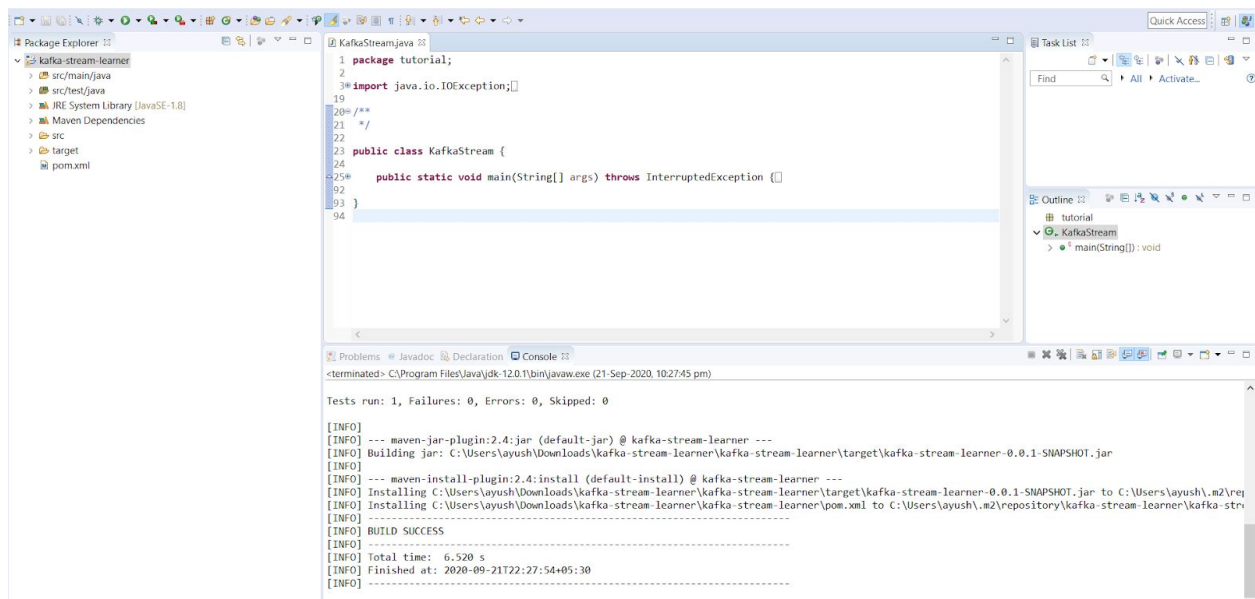 Quick Access
Package Explorer
kafka-stream-learner
src/main/java
src/test/java
JRE System Library [JavaSE-1.8]
Maven Dependencies
src
target
pom.xml
KafkaStream.java
1 package tutorial;
2
3 import java.io.IOException;
19
20 /**
21 */
22
23 public class KafkaStream {
24
25 public static void main(String[] args) throws InterruptedException {
92
93 }
94
Task List
Find
All
Activate...
Outline
tutorial
KafkaStream
main(String[]) : void
Problems
Javadoc
Declaration
Console
<terminated> C:\Program Files\Java\jdk-12.0.1\bin\javaw.exe (21-Sep-2020, 10:27:45 pm)
Tests run: 1, Failures: 0, Errors: 0, Skipped: 0
[INFO]
[INFO] --- maven-jar-plugin:2.4:jar (default-jar) @ kafka-stream-learner ---
[INFO] Building jar: C:\Users\ayush\Downloads\kafka-stream-learner\kafka-stream-learner\target\kafka-stream-learner-0.0.1-SNAPSHOT.jar
[INFO]
[INFO] --- maven-install-plugin:2.4:install (default-install) @ kafka-stream-learner ---
[INFO] Installing C:\Users\ayush\Downloads\kafka-stream-learner\kafka-stream-learner\target\kafka-stream-learner-0.0.1-SNAPSHOT.jar to C:\Users\ayush\.m2\rep
[INFO] Installing C:\Users\ayush\Downloads\kafka-stream-learner\kafka-stream-learner\pom.xml to C:\Users\ayush\.m2\repository\kafka-stream-learner\kafka-stre
[INFO] ------------------------------------------------------------------------
[INFO] BUILD SUCCESS
[INFO] ------------------------------------------------------------------------
[INFO] Total time: 6.520 s
[INFO] Finished at: 2020-09-21T22:27:54+05:30
[INFO] ------------------------------------------------------------------------